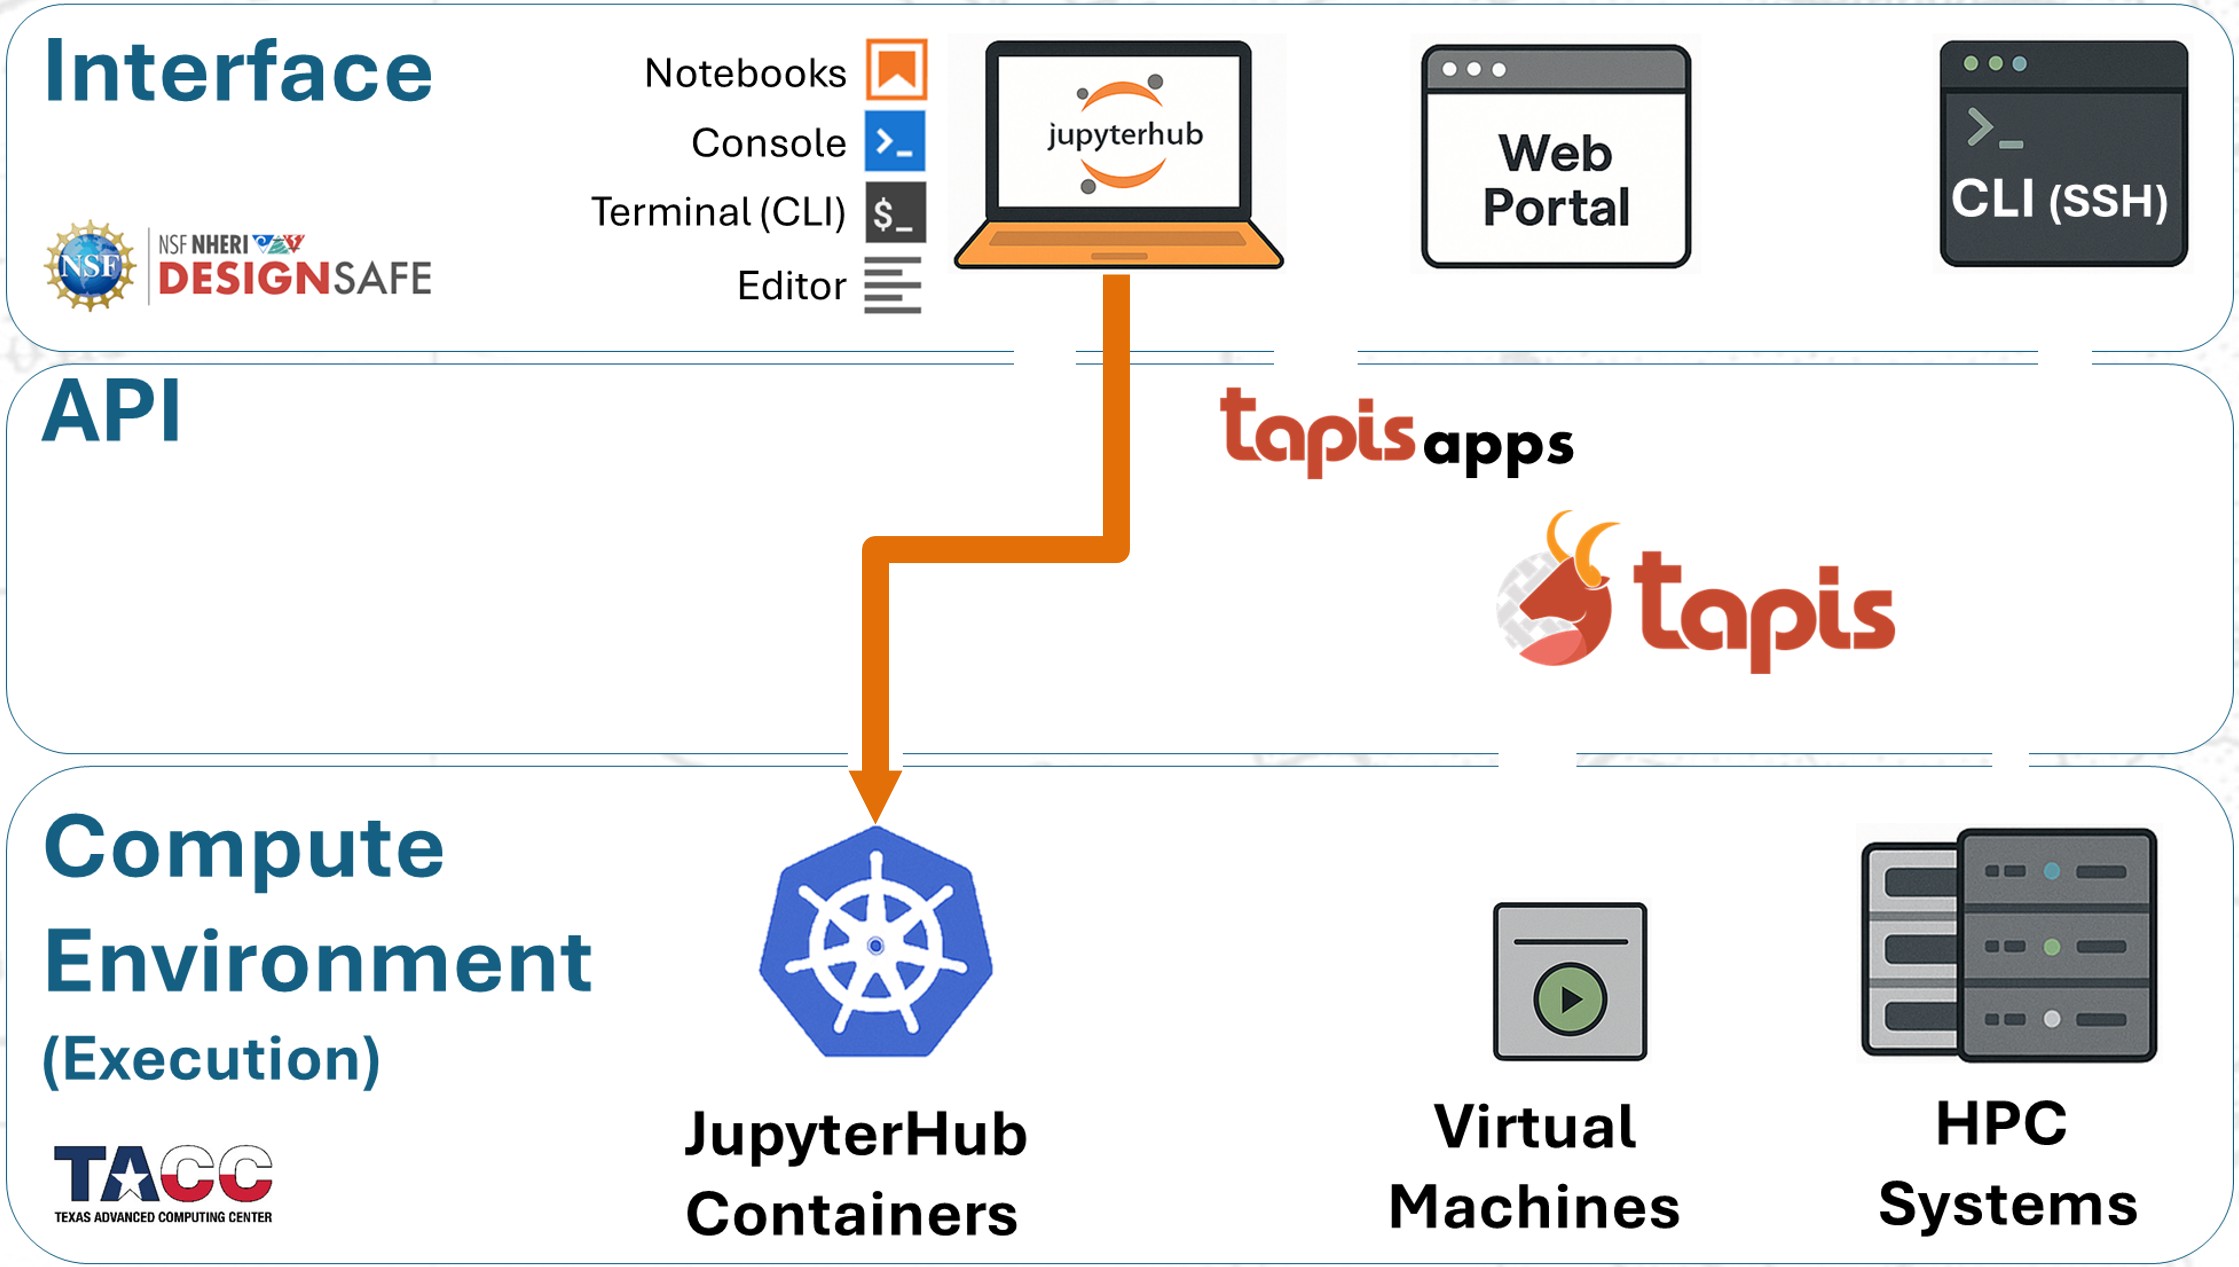 Interface
Notebooks
Console
Terminal (CLI)
$_
Editor
jupyterhub
Web
Portal
>_
CLI (SSH)
NSF
NSF NHERI
DESIGNSAFE
API
tapis apps
tapis
Compute
Environment
(Execution)
TACC
TEXAS ADVANCED COMPUTING CENTER
JupyterHub
Containers
Virtual
Machines
HPC
Systems